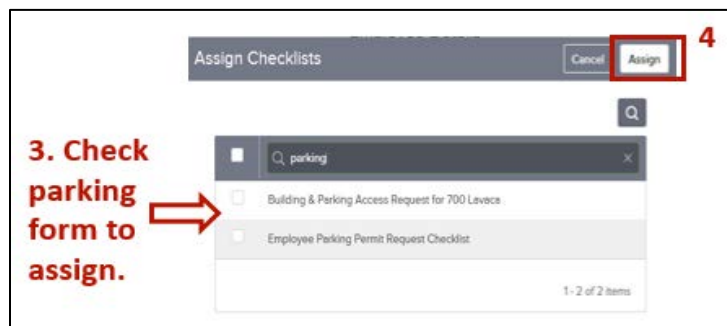 Assign Checklists
Cancel
Assign
4
3. Check
parking
form to
assign.
parking
Building & Parking Access Request for 700 Lavaca
Employee Parking Permit Request Checklist
1 - 2 of 2 items